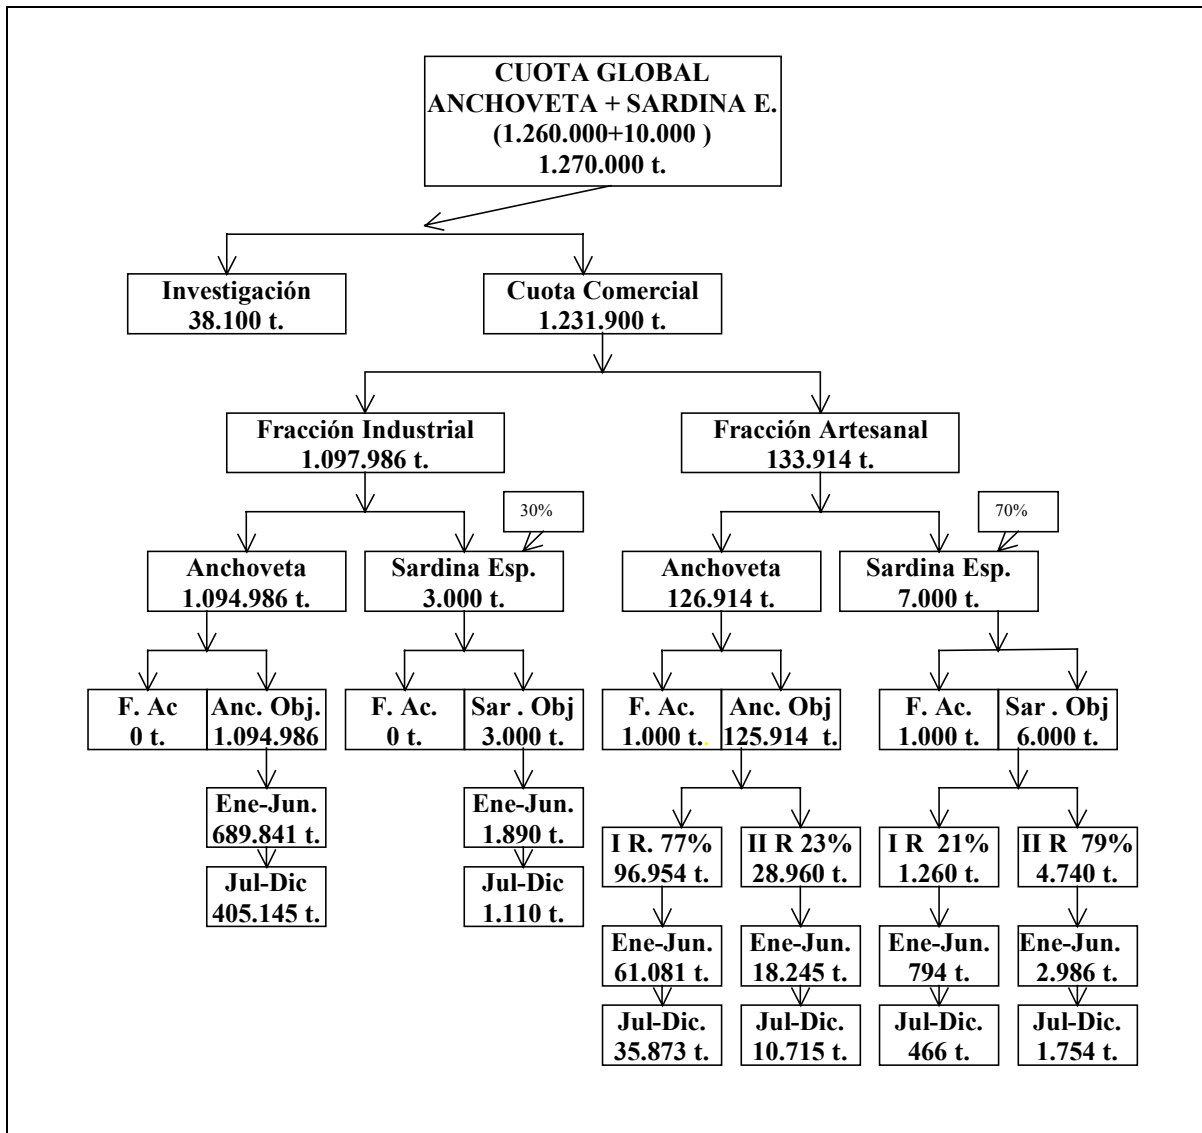 CUOTA GLOBAL
ANCHOVETA + SARDINA E.
(1.260.000+10.000 )
1.270.000 t.
Investigación
38.100 t.
Cuota Comercial
1.231.900 t.
Fracción Industrial
1.097.986 t.
Fracción Artesanal
133.914 t.
30%
70%
Anchoveta
1.094.986 t.
Sardina Esp.
3.000 t.
Anchoveta
126.914 t.
Sardina Esp.
7.000 t.
F. Ac
0 t.
Anc. Obj.
1.094.986
F. Ac.
0 t.
Sar . Obj
3.000 t.
F. Ac.
1.000 t..
Anc. Obj
125.914 t.
F. Ac.
1.000 t.
Sar . Obj
6.000 t.
Ene-Jun.
689.841 t.
Jul-Dic
405.145 t.
Ene-Jun.
1.890 t.
Jul-Dic
1.110 t.
I R. 77%
96.954 t.
II R 23%
28.960 t.
I R 21%
1.260 t.
II R 79%
4.740 t.
Ene-Jun.
61.081 t.
Ene-Jun.
18.245 t.
Ene-Jun.
794 t.
Ene-Jun.
2.986 t.
Jul-Dic.
35.873 t.
Jul-Dic.
10.715 t.
Jul-Dic.
466 t.
Jul-Dic.
1.754 t.